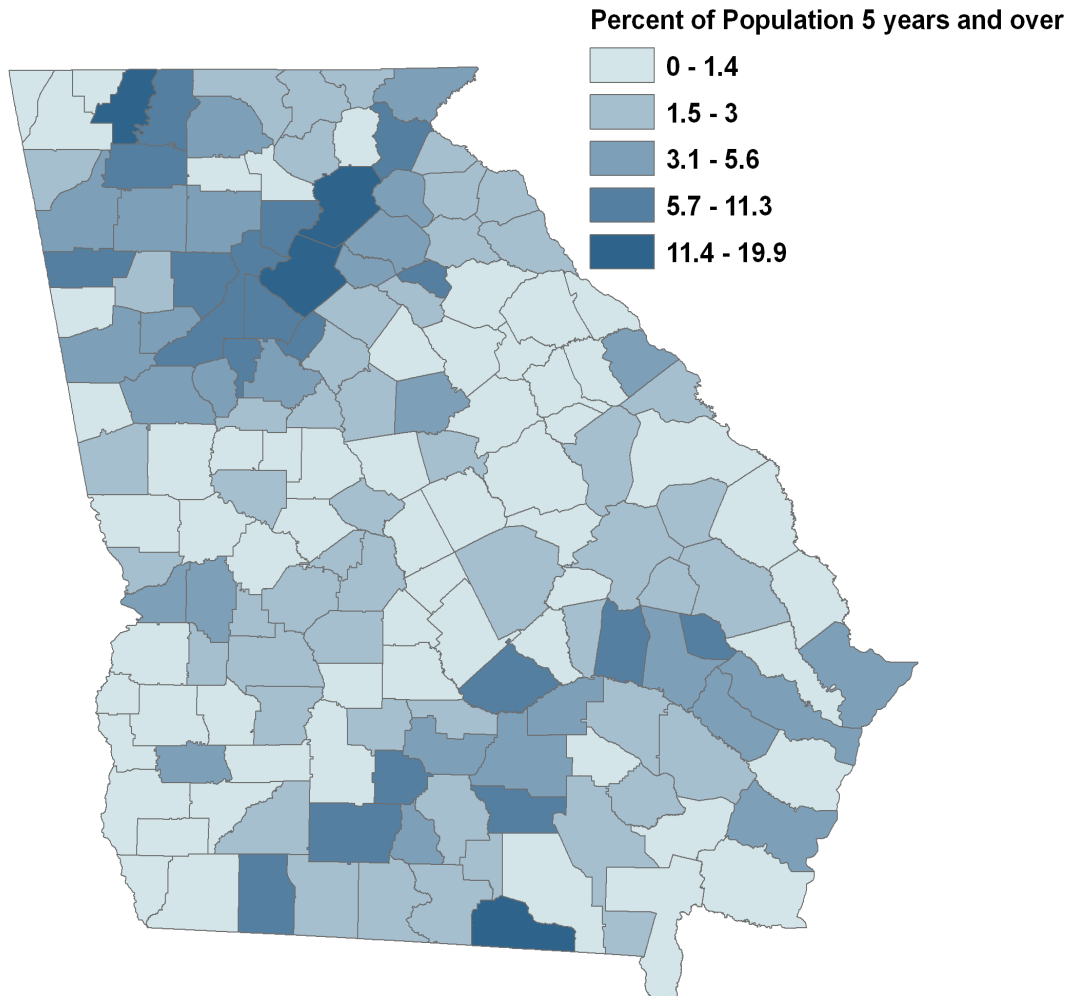 Percent of Population 5 years and over
0 - 1.4
1.5 - 3
3.1 - 5.6
5.7 - 11.3
11.4 - 19.9